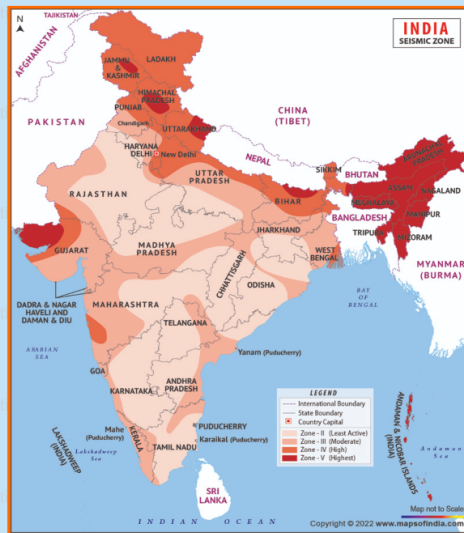 TAJIKISTAN
N
INDIA
SEISMIC ZONE
AFGHANISTAN
JAMMU
&
KASHMIR
LADAKH
HIMACHAL
PRADESH
PUNJAB
Chandigarh
UTTARAKHAND
CHINA
(TIBET)
PAKISTAN
HARYANA
DELHI
New Delhi
NEPAL
SIKKIM
BHUTAN
ARUNACHAL
PRADESH
RAJASTHAN
UTTAR
PRADESH
BIHAR
ASSAM
NAGALAND
MEGHALAYA
MANIPUR
BANGLADESH
TRIPURA
MIZORAM
GUJARAT
MADHYA
PRADESH
JHARKHAND
WEST
BENGAL
MYANMAR
(BURMA)
CHHATTISGARH
ODISHA
DADRA & NAGAR
HAVELI AND
DAMAN & DIU
MAHARASHTRA
BAY
OF
BENGAL
TELANGANA
ARABIAN
SEA
Yanam (Puducherry)
GOA
KARNATAKA
ANDHRA
PRADESH
LEGEND
International Boundary
State Boundary
Country Capital
Zone - II (Least Active)
Zone - III (Moderate)
Zone - IV (High)
Zone - V (Highest)
Mahe
(Puducherry)
PUDUCHERRY
Karaikal (Puducherry)
KERALA
TAMIL NADU
LAKSHADWEEP
(INDIA)
Lakshadweep
Sea
ANDAMAN & NICOBAR ISLANDS
(INDIA)
Andaman
Sea
SRI
LANKA
INDIAN OCEAN
Map not to Scale
Copyright © 2022 www.mapsofindia.com